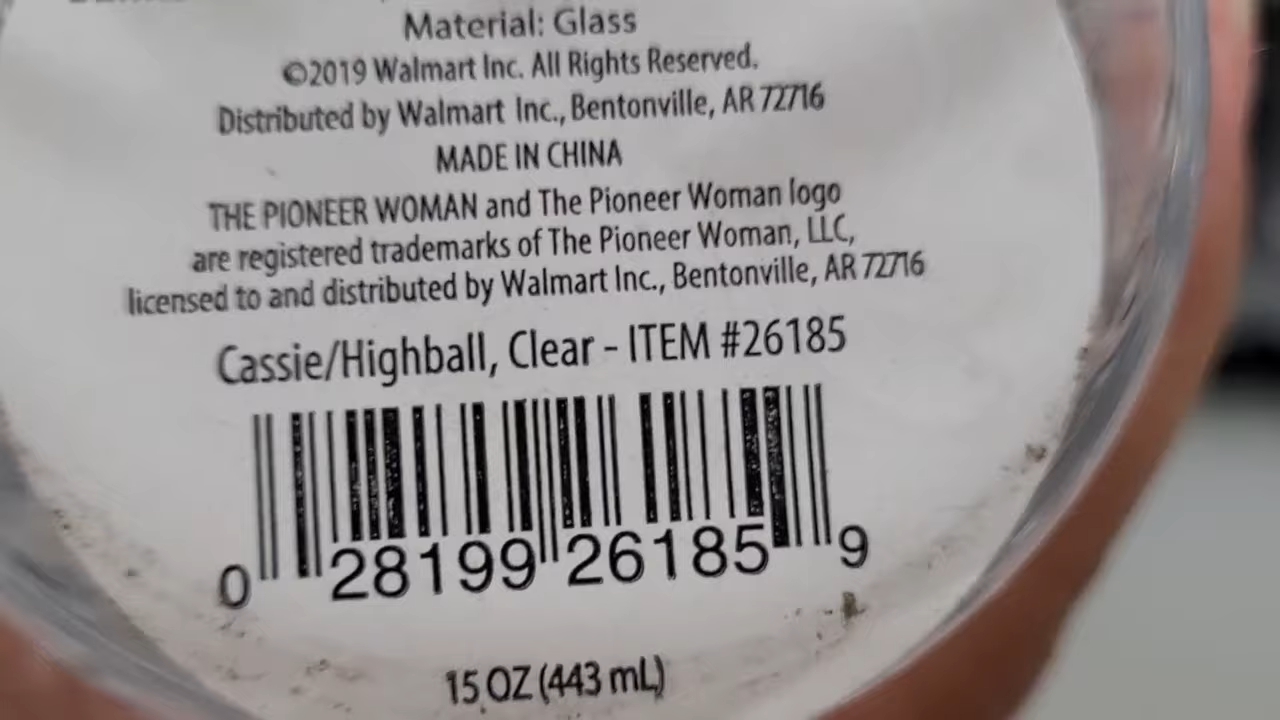 Material: Glass
©2019 Walmart Inc. All Rights Reserved.
Distributed by Walmart Inc., Bentonville, AR 72716
MADE IN CHINA
THE PIONEER WOMAN and The Pioneer Woman logo
are registered trademarks of The Pioneer Woman, LLC,
licensed to and distributed by Walmart Inc., Bentonville, AR 72716
Cassie/Highball, Clear - ITEM #26185
0 28199 26185 9
15 OZ (443 mL)